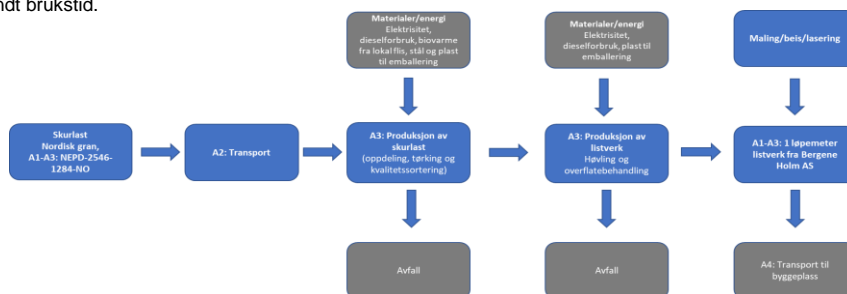 ndt brukstid.
Materialer/energi
Elektrisitet,
dieselforbruk, biovarme
fra lokal flis, stål og plast
til emballering
Materialer/energi
Elektrisitet,
dieselforbruk, plast til
emballering
Maling/beis/lasering
Skurlast
Nordisk gran,
A1-A3: NEPD-2546-
1284-NO
A2: Transport
A3: Produksjon av
skurlast
(oppdeling, tørking og
kvalitetssortering)
A3: Produksjon av
listverk
Høvling og
overflatebehandling
A1-A3: 1 løpemeter
listverk fra Bergene
Holm AS
Avfall
Avfall
A4: Transport til
byggeplass